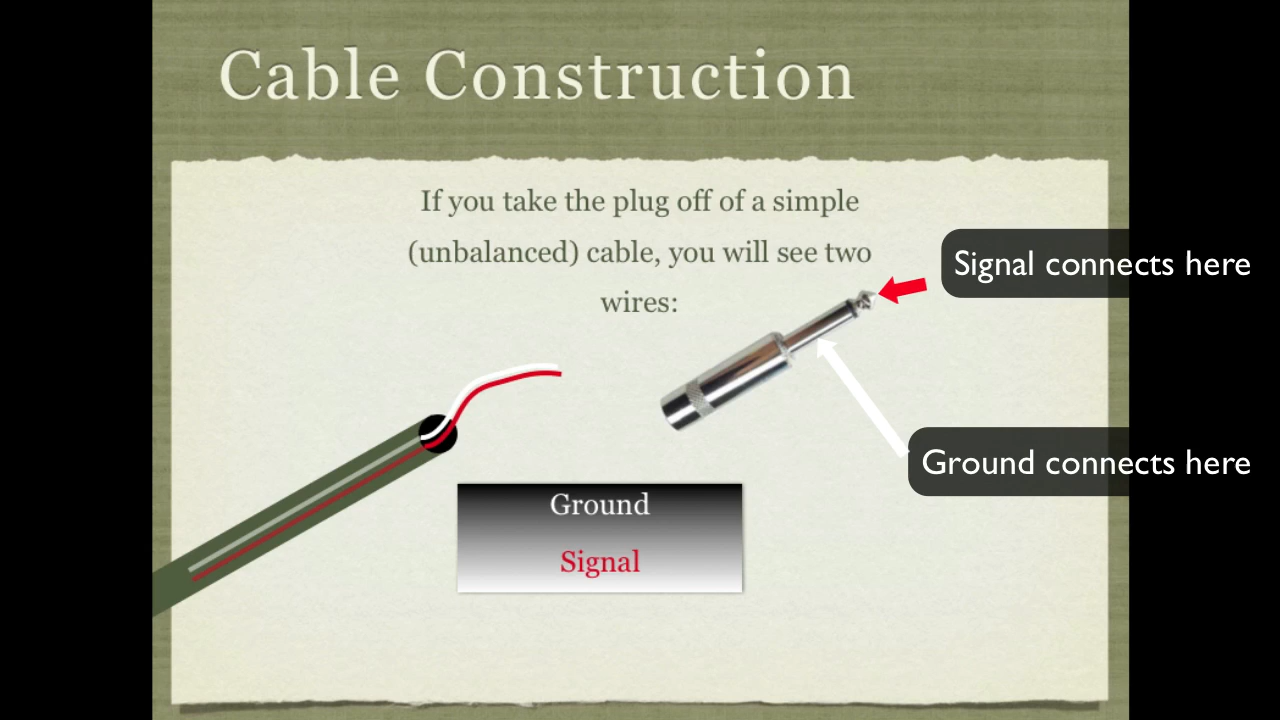 Cable Construction
If you take the plug off of a simple
(unbalanced) cable, you will see two
wires:
Signal connects here
Ground connects here
Ground
Signal